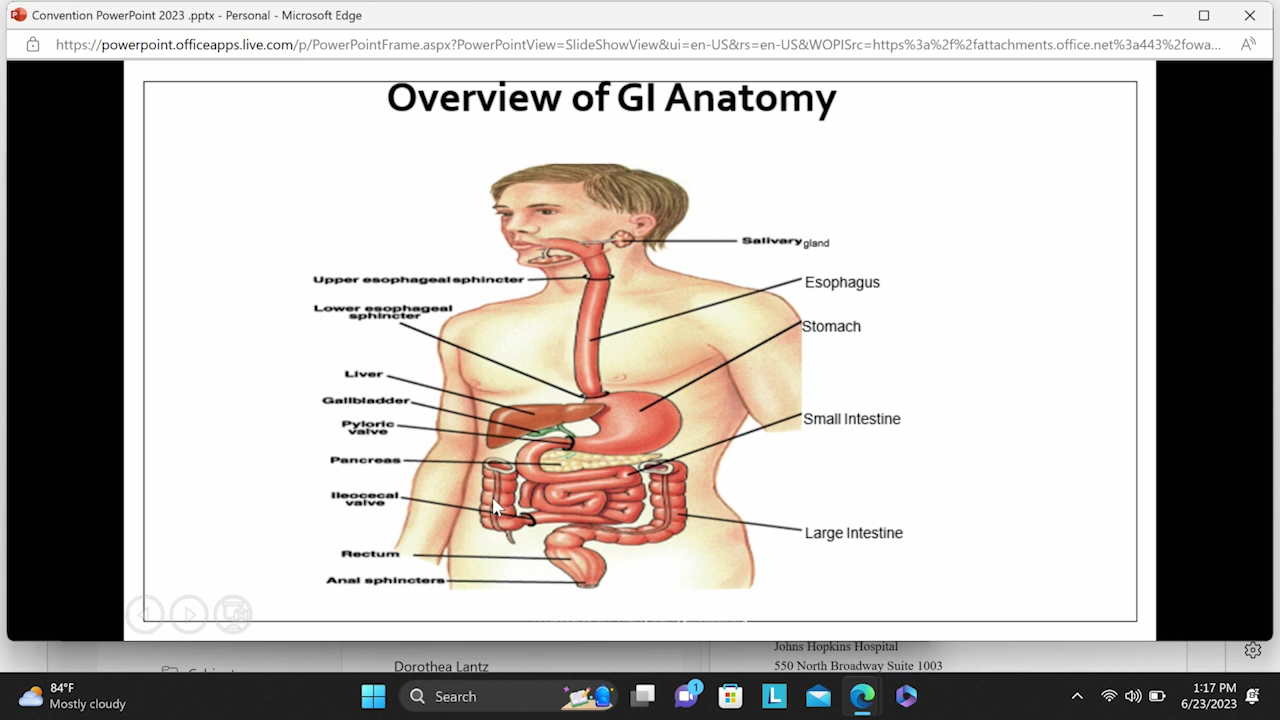 Convention PowerPoint 2023 .pptx - Personal - Microsoft Edge
https://powerpoint.officeapps.live.com/p/PowerPointFrame.aspx?PowerPointView=SlideShowView&ui=en-US&rs=en-US&WOPISrc=https%3a%2f%2fattachments.office.net%3a443%2fowa...
Overview of GI Anatomy
Salivary gland
Upper esophageal sphincter
Esophagus
Lower esophageal
sphincter
Stomach
Liver
Gallbladder
Pyloric
valve
Small Intestine
Pancreas
Ileocecal
valve
Large Intestine
Rectum
Anal sphincters
Johns Hopkins Hospital
Dorothea Lantz
550 North Broadway Suite 1003
84°F
Mostly cloudy
Search
1
L
1:17 PM
6/23/2023